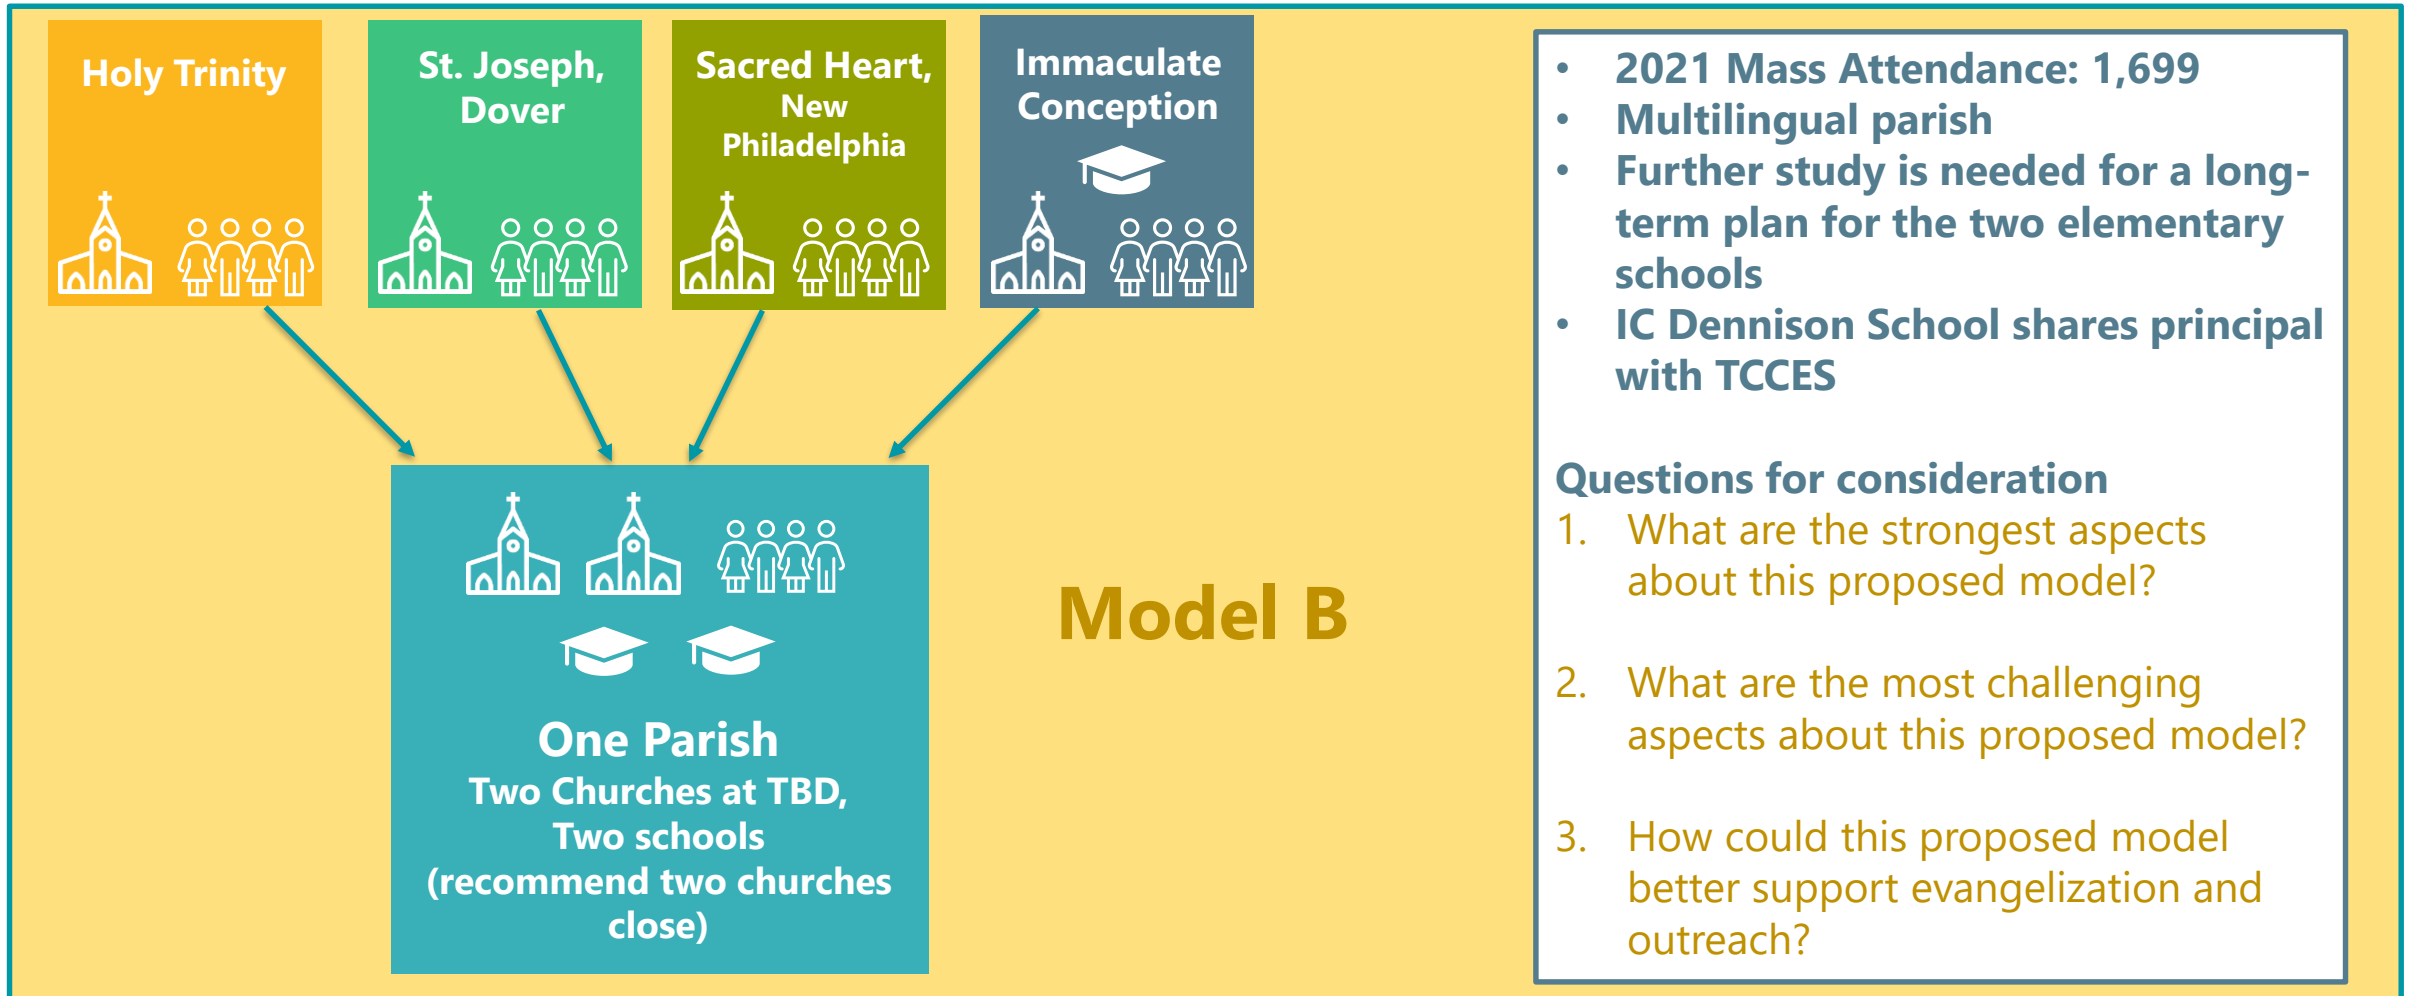 Holy Trinity
St. Joseph,
Dover
Sacred Heart,
New
Philadelphia
Immaculate
Conception
One Parish
Two Churches at TBD,
Two schools
(recommend two churches
close)
Model B
• 2021 Mass Attendance: 1,699
• Multilingual parish
• Further study is needed for a long-
term plan for the two elementary
schools
• IC Dennison School shares principal
with TCCES
Questions for consideration
1. What are the strongest aspects
about this proposed model?
2. What are the most challenging
aspects about this proposed model?
3. How could this proposed model
better support evangelization and
outreach?